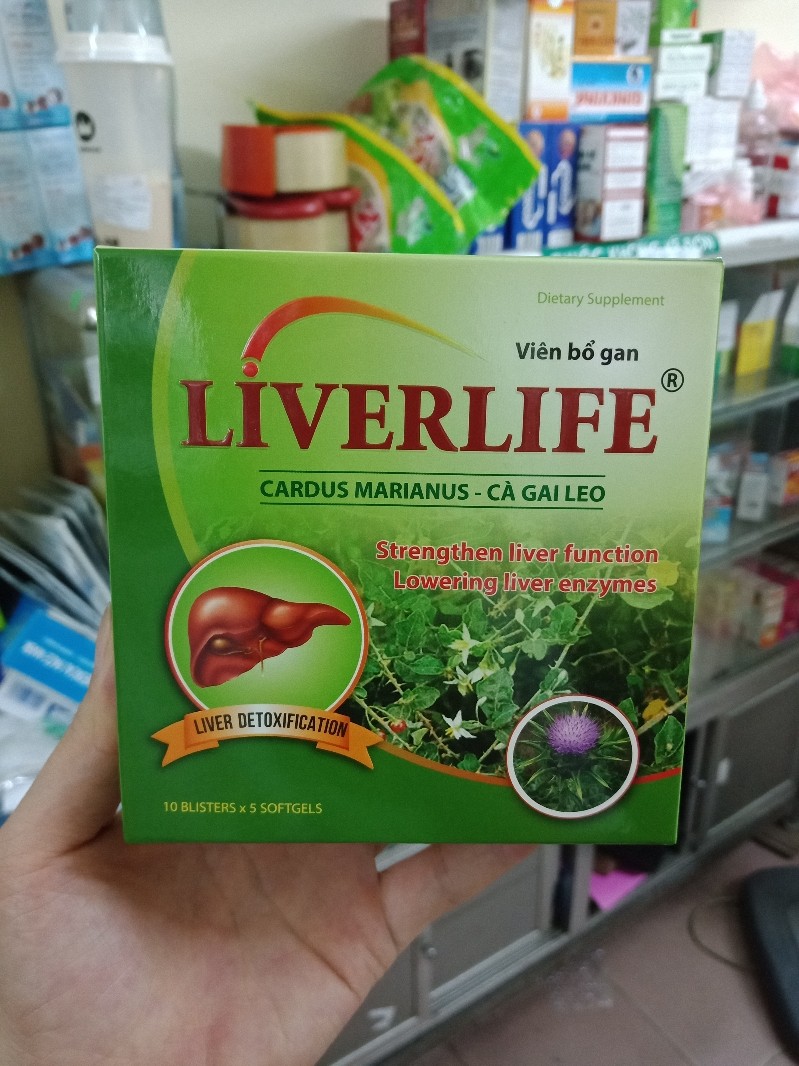 Dietary Supplement
Viên bổ gan
LIVERLIFE®
CARDUS MARIANUS - CÀ GAI LEO
Strengthen liver function
Lowering liver enzymes
LIVER DETOXIFICATION
10 BLISTERS x 5 SOFTGELS